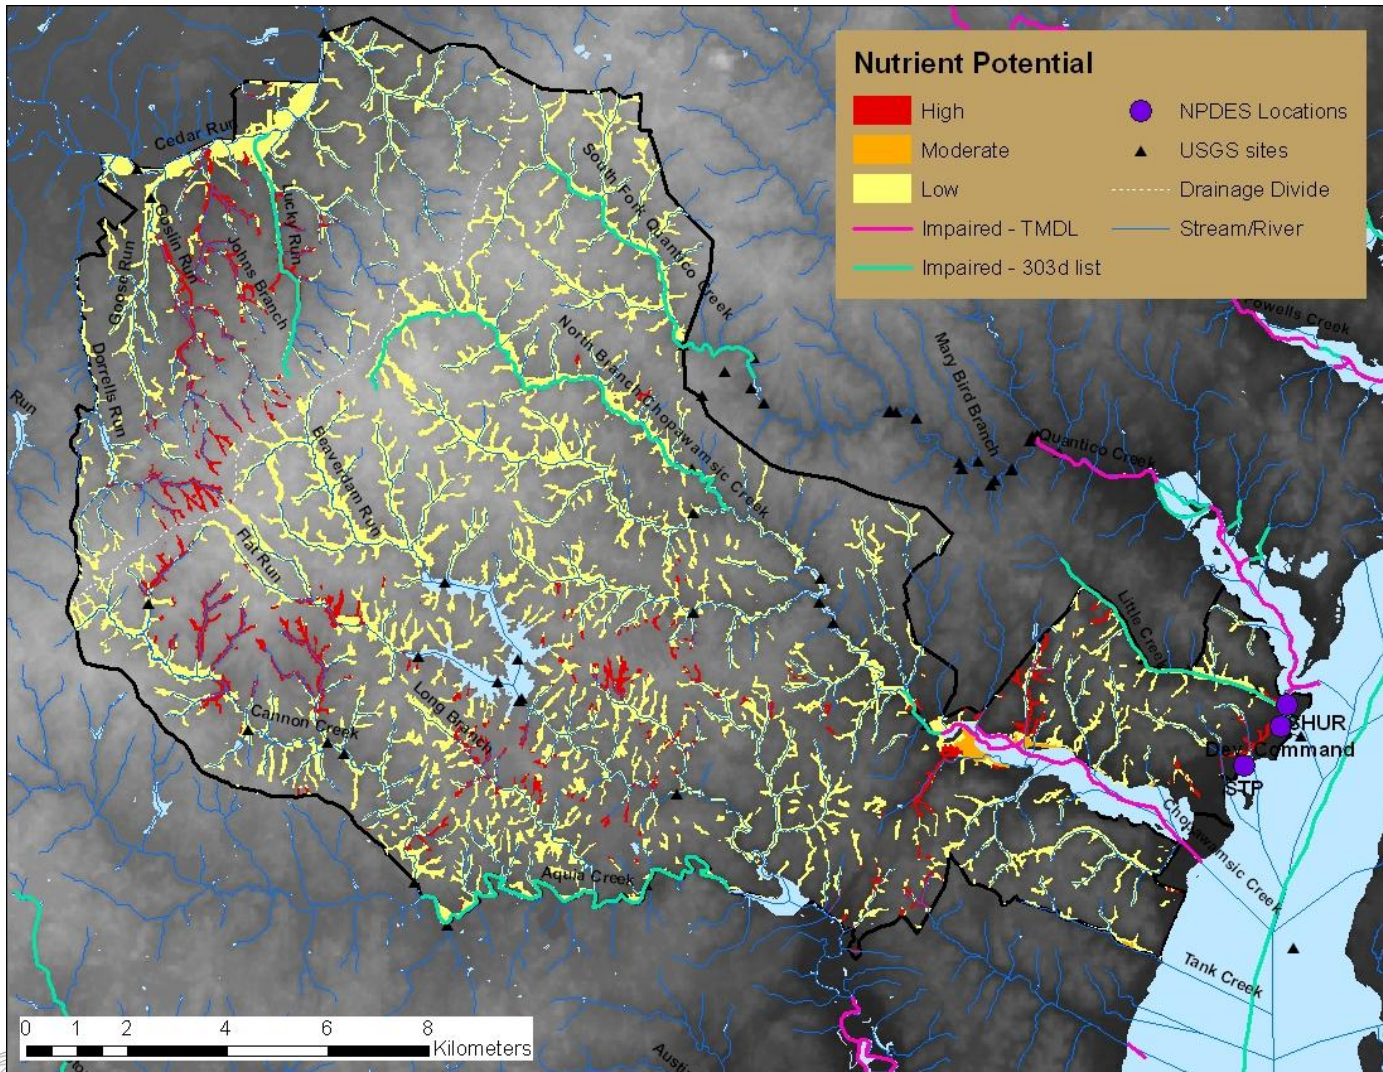 Nutrient Potential
High
NPDES Locations
Moderate
USGS sites
Low
Drainage Divide
Impaired - TMDL
Stream/River
Impaired - 303d list
Cedar Run
South Fork Quantico Creek
Lucky Run
Goslin Run
Johns Branch
Goose Run
Dorrells Run
Run
North Branch Chopawamsic Creek
Mary Bird Branch
Powells Creek
Quantico Creek
Beaverdam Run
Flat Run
Little Creek
Long Branch
Cannon Creek
SHUR
Dev. Command
STP
Chopawamsic Creek
Aquia Creek
Tank Creek
0 1 2 4 6 8
Kilometers